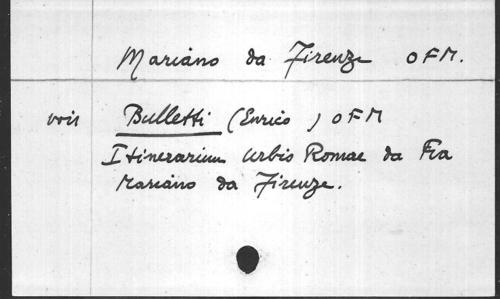 Mariano da Firenze OFM.
voir Bulletti (Enrico) OFM
Itinerarium Urbis Romae da Fra
Mariano da Firenze.